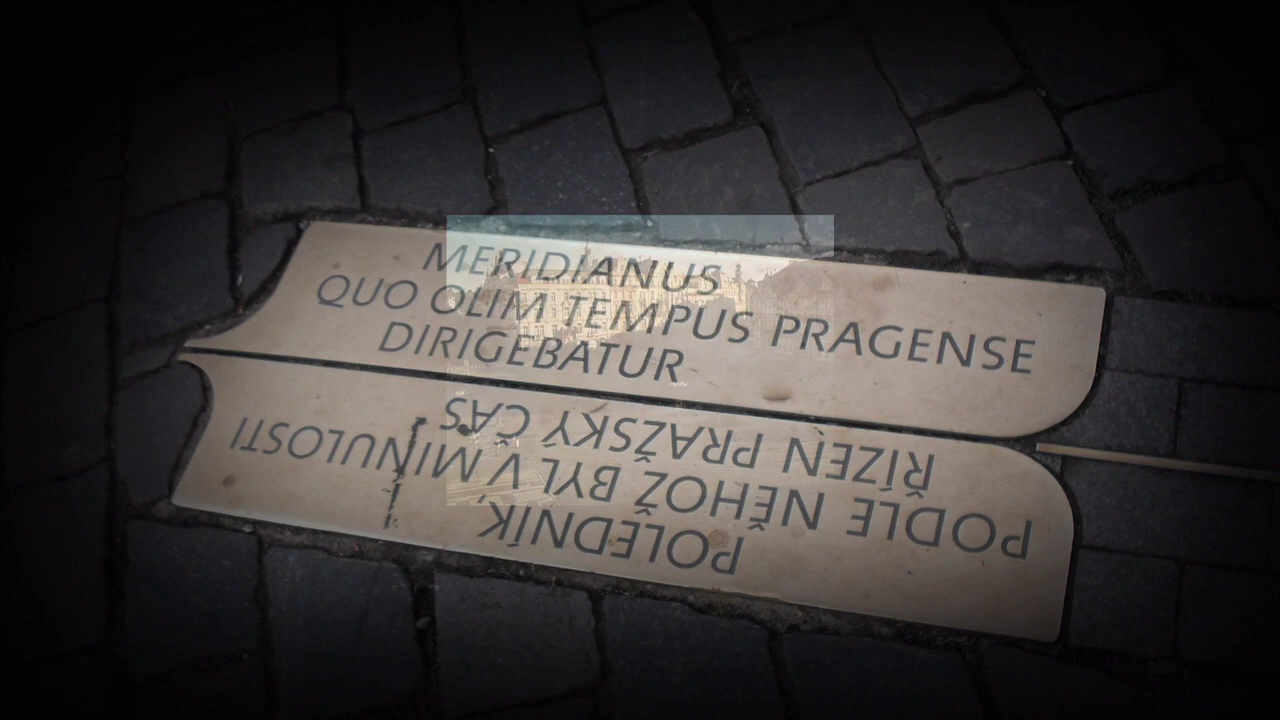 MERIDIANUS
QUO OLIM TEMPUS PRAGENSE
DIRIGEBATUR
POLEDNÍK,
PODLE NĚHOŽ BYL V MINULOSTI
ŘÍZEN PRAŽSKÝ ČAS